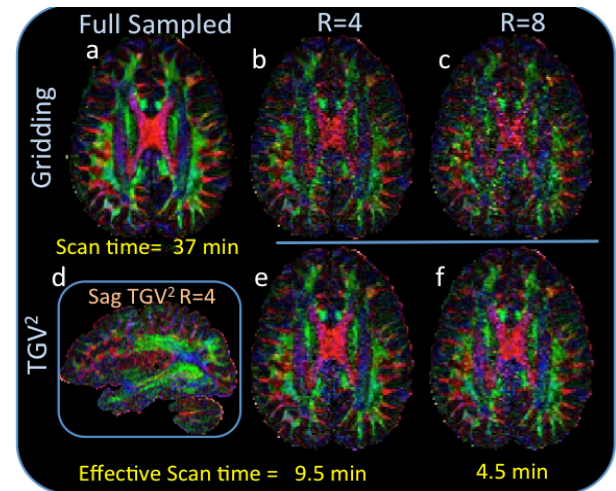 Full Sampled R=4 R=8
a b c
Gridding
Scan time= 37 min
d e f
Sag TGV² R=4
TGV²
Effective Scan time = 9.5 min 4.5 min